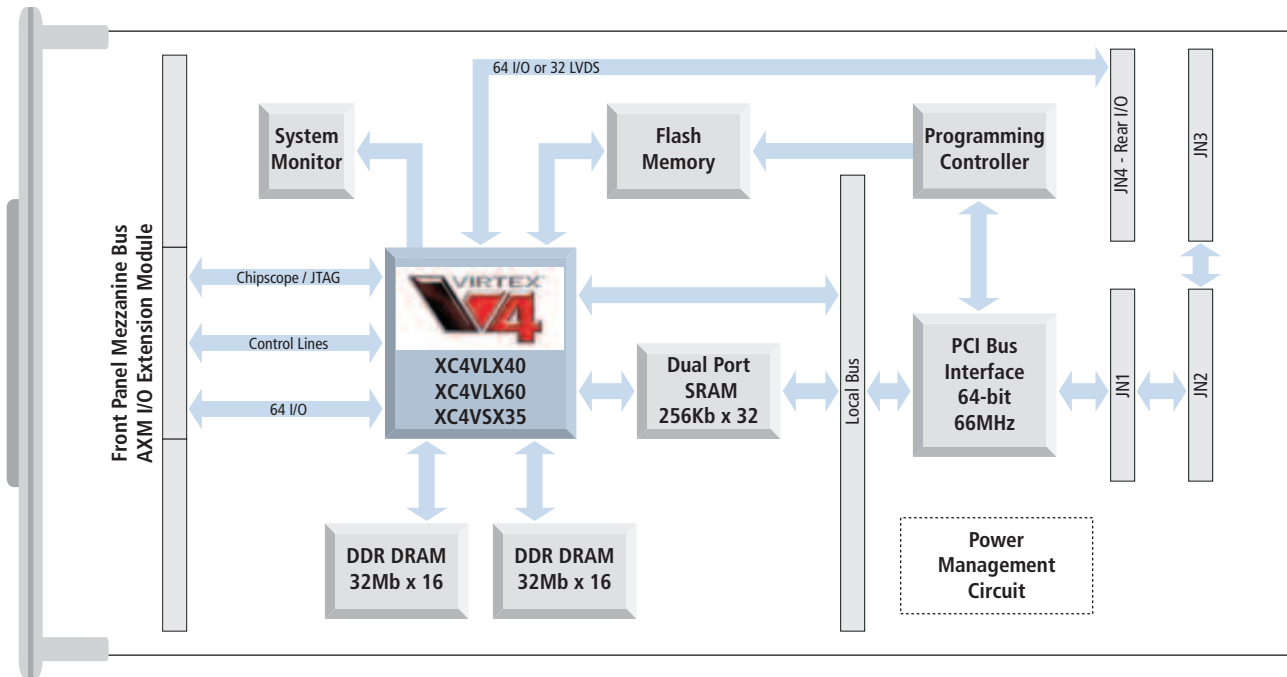 64 I/O or 32 LVDS
System
Monitor
Flash
Memory
Programming
Controller
JN4 - Rear I/O
JN3
Front Panel Mezzanine Bus
AXM I/O Extension Module
Chipscope / JTAG
Control Lines
64 I/O
VIRTEX
V4
XC4VLX40
XC4VLX60
XC4VSX35
Dual Port
SRAM
256Kb x 32
Local Bus
PCI Bus
Interface
64-bit
66MHz
JN1
JN2
DDR DRAM
32Mb x 16
DDR DRAM
32Mb x 16
Power
Management
Circuit